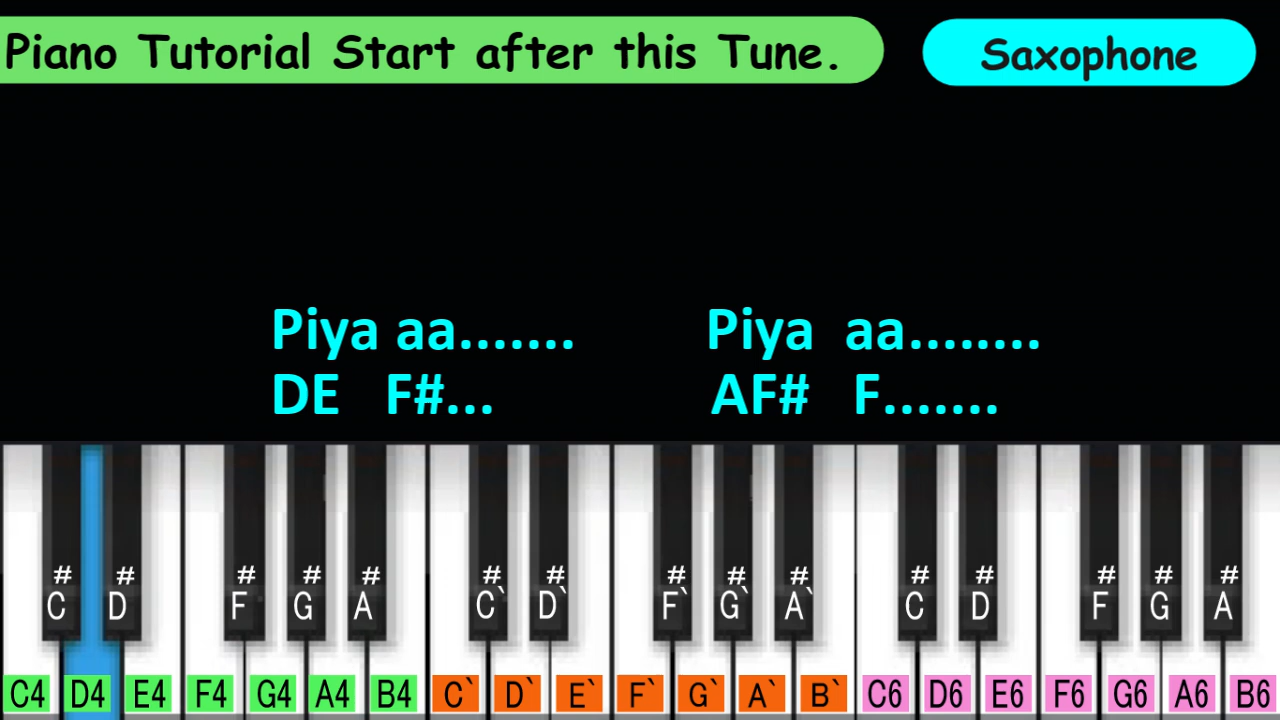 Piano Tutorial Start after this Tune.
Saxophone
Piya aa....... Piya aa........
DE F#... AF# F.......
# # # # # # # # # # # # # # #
C D F G A C` D` F` G` A` C D F G A
C4 D4 E4 F4 G4 A4 B4 C` D` E` F` G` A` B` C6 D6 E6 F6 G6 A6 B6